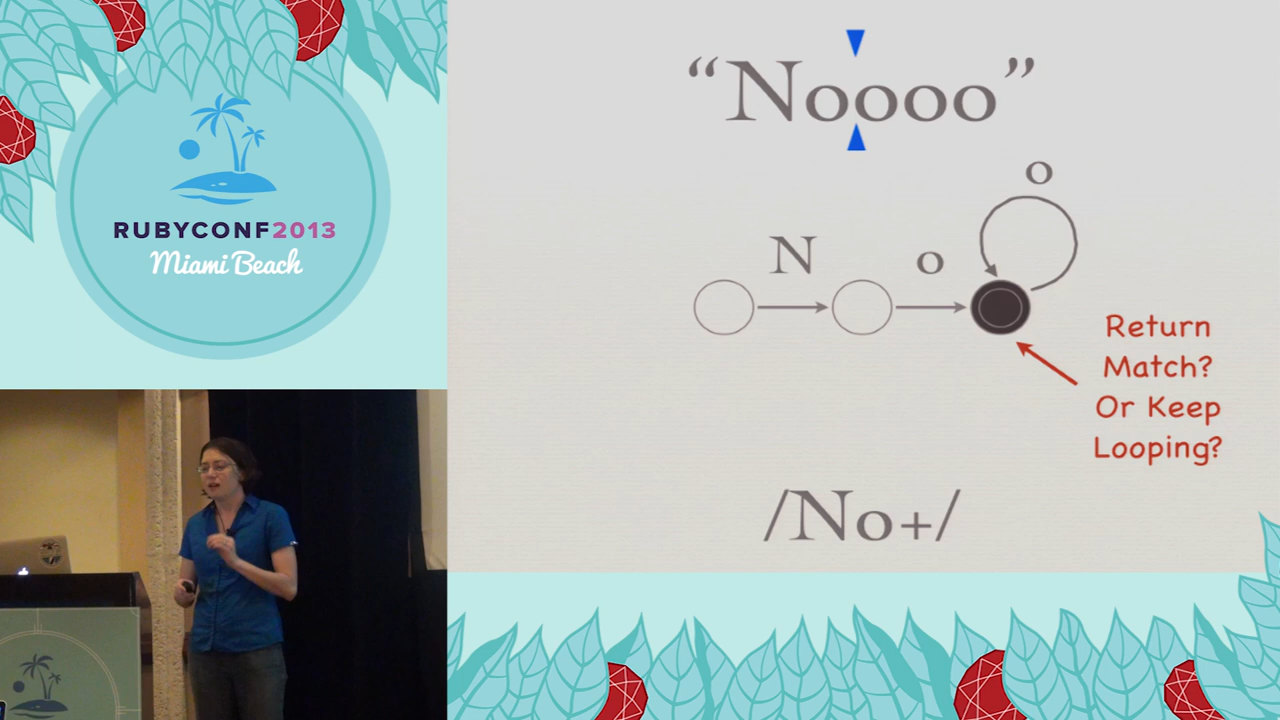 RUBYCONF2013
Miami Beach
“Noooo”
o
N
o
Return
Match?
Or Keep
Looping?
/No+/